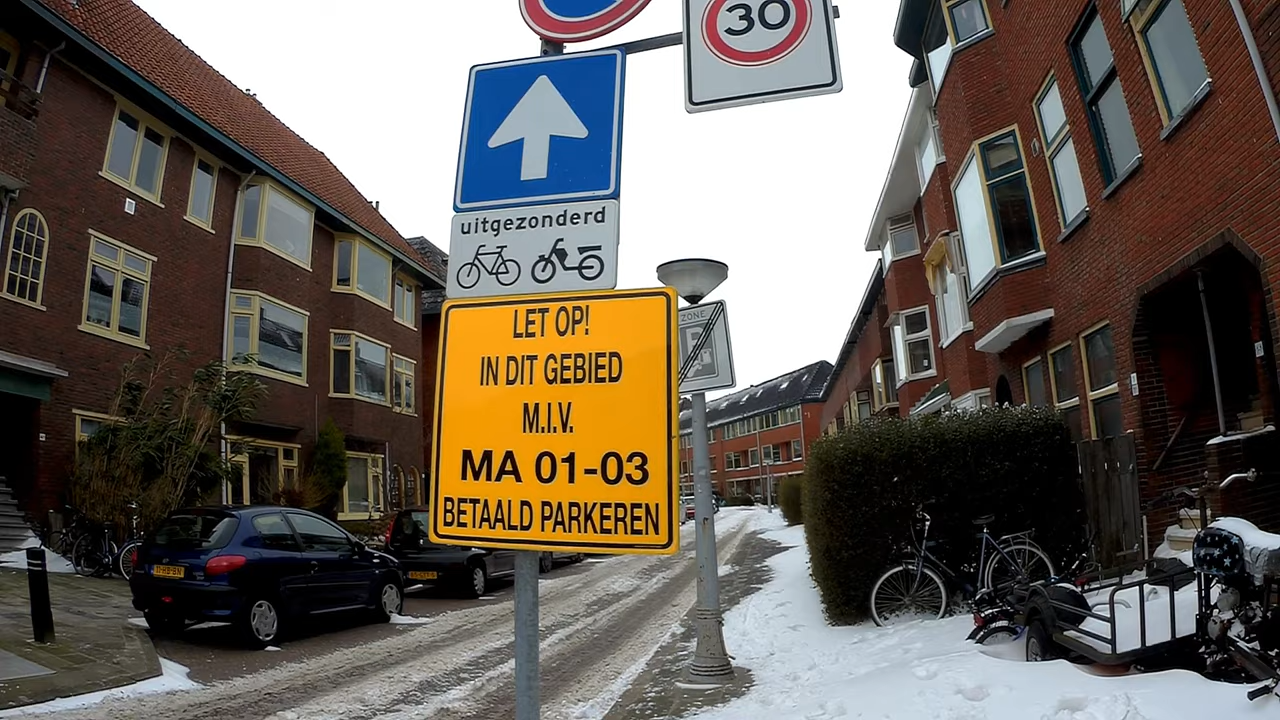 30
uitgezonderd
LET OP!
IN DIT GEBIED
M.I.V.
MA 01-03
BETAALD PARKEREN
ZONE